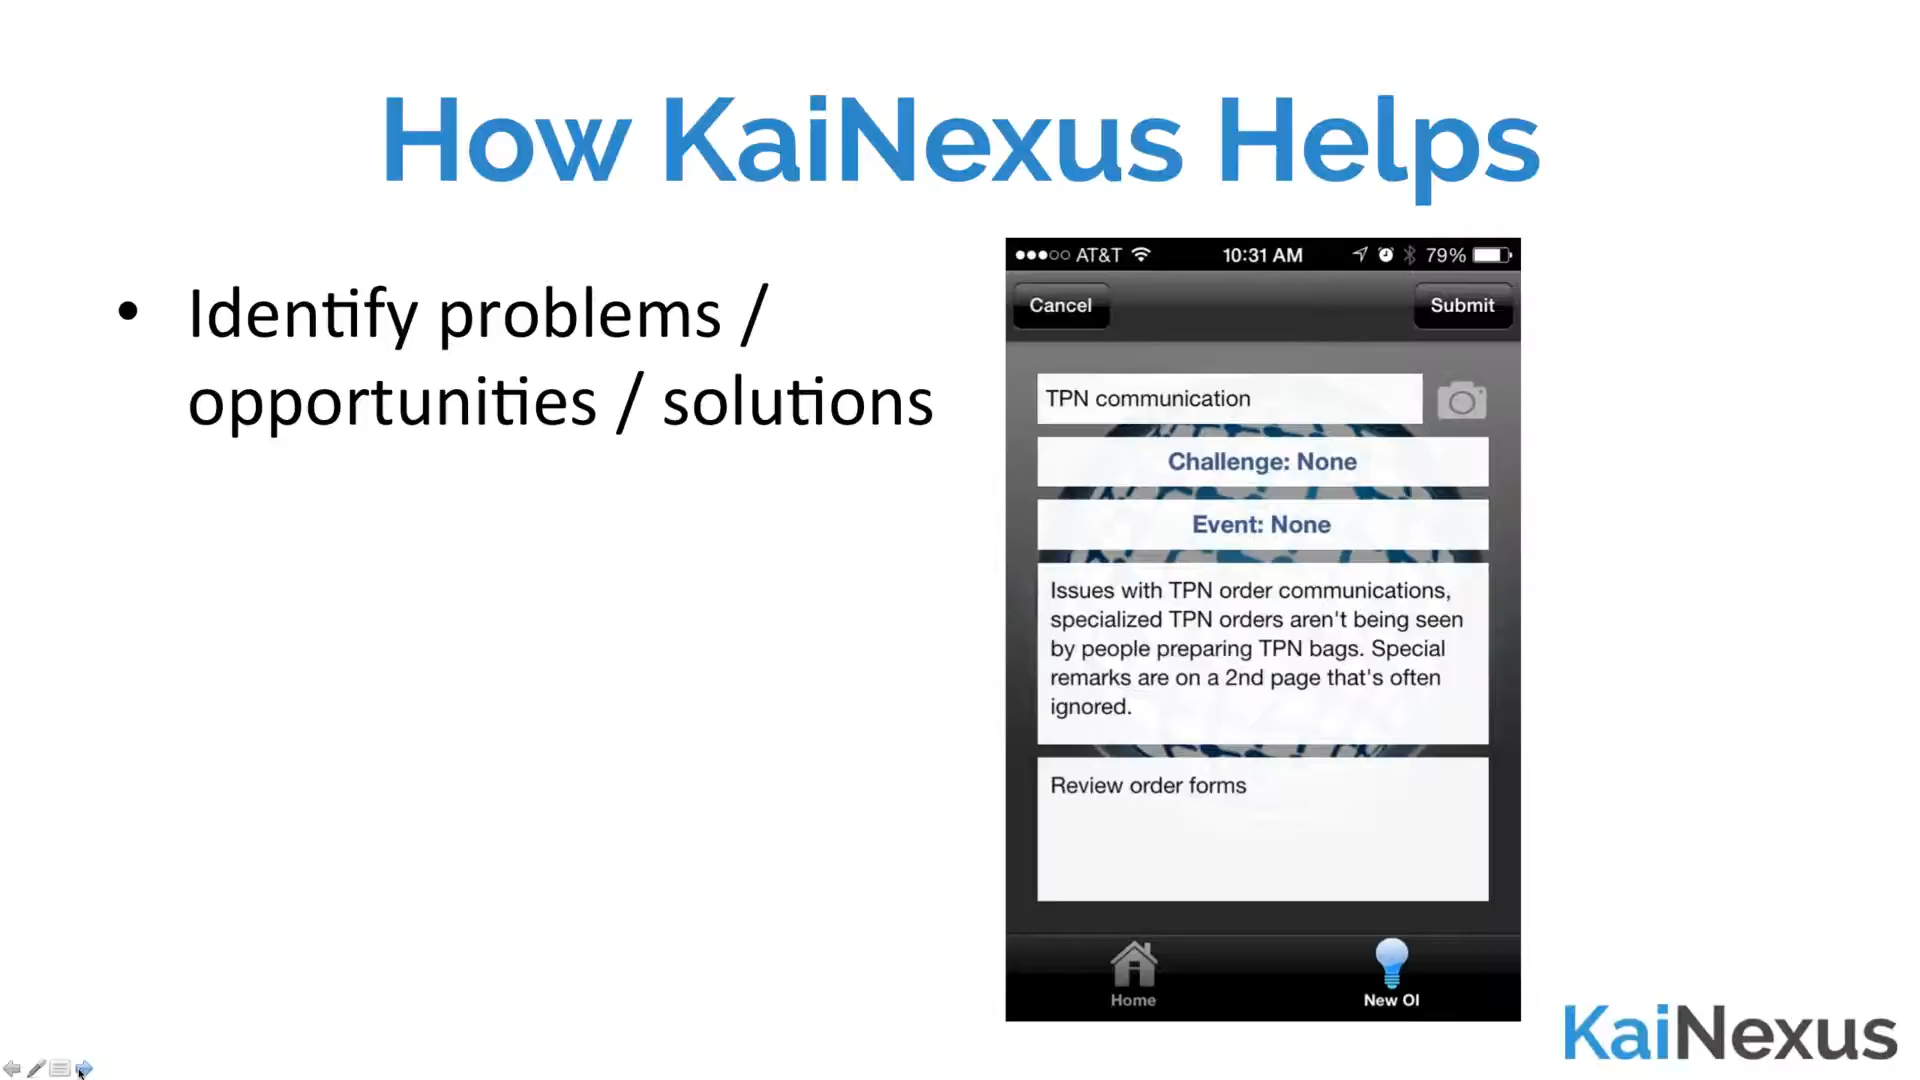 How KaiNexus Helps
• Identify problems /
opportunities / solutions
AT&T 10:31 AM 79%
Cancel Submit
TPN communication
Challenge: None
Event: None
Issues with TPN order communications,
specialized TPN orders aren't being seen
by people preparing TPN bags. Special
remarks are on a 2nd page that's often
ignored.
Review order forms
Home New OI
KaiNexus